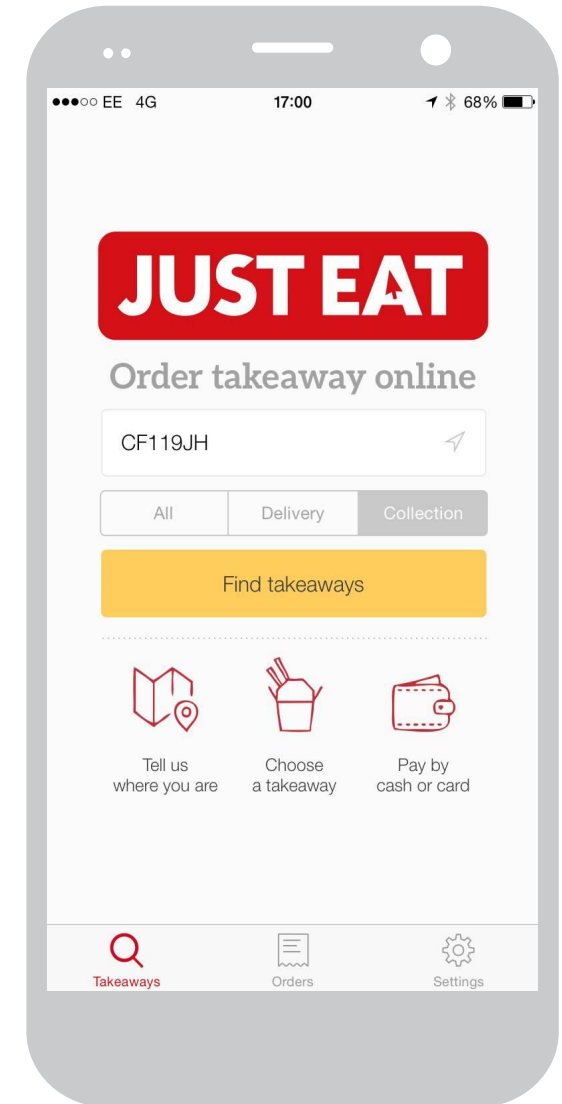 EE 4G 17:00 68%
JUST EAT
Order takeaway online
CF119JH
All Delivery Collection
Find takeaways
Tell us Choose Pay by
where you are a takeaway cash or card
Takeaways Orders Settings